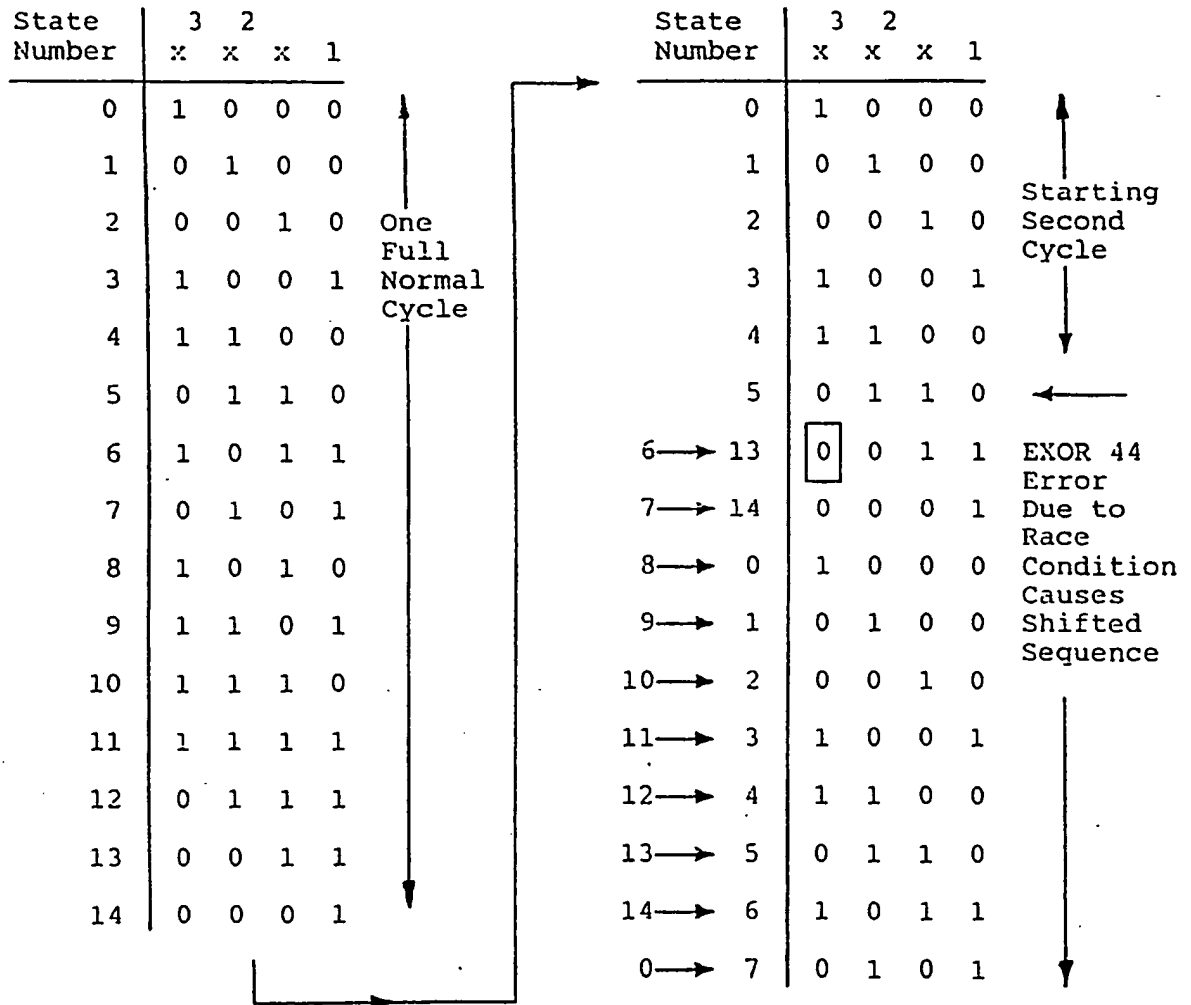 State 3 2
Number x x x 1
0 1 0 0 0
1 0 1 0 0
2 0 0 1 0
3 1 0 0 1
4 1 1 0 0
5 0 1 1 0
6 1 0 1 1
7 0 1 0 1
8 1 0 1 0
9 1 1 0 1
10 1 1 1 0
11 1 1 1 1
12 0 1 1 1
13 0 0 1 1
14 0 0 0 1
One
Full
Normal
Cycle
State 3 2
Number x x x 1
0 1 0 0 0
1 0 1 0 0
2 0 0 1 0
3 1 0 0 1
4 1 1 0 0
5 0 1 1 0
6→ 13 0 0 1 1
7→ 14 0 0 0 1
8→ 0 1 0 0 0
9→ 1 0 1 0 0
10→ 2 0 0 1 0
11→ 3 1 0 0 1
12→ 4 1 1 0 0
13→ 5 0 1 1 0
14→ 6 1 0 1 1
0→ 7 0 1 0 1
Starting
Second
Cycle
EXOR 44
Error
Due to
Race
Condition
Causes
Shifted
Sequence